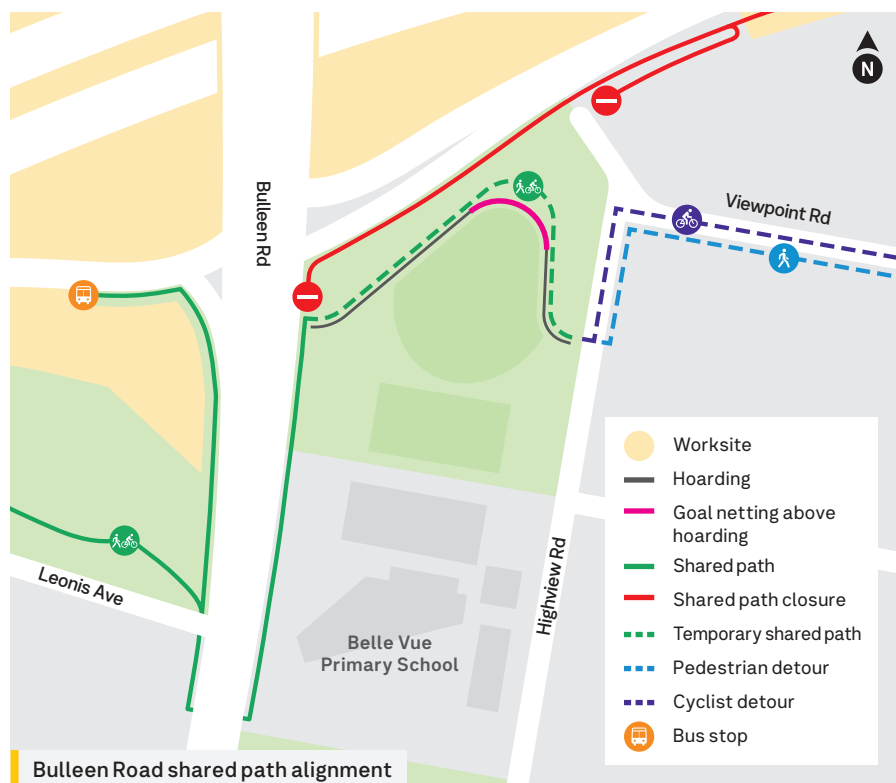 N
Bulleen Rd
Viewpoint Rd
Leonis Ave
Highview Rd
Belle Vue
Primary School
Worksite
Hoarding
Goal netting above
hoarding
Shared path
Shared path closure
Temporary shared path
Pedestrian detour
Cyclist detour
Bus stop
Bulleen Road shared path alignment